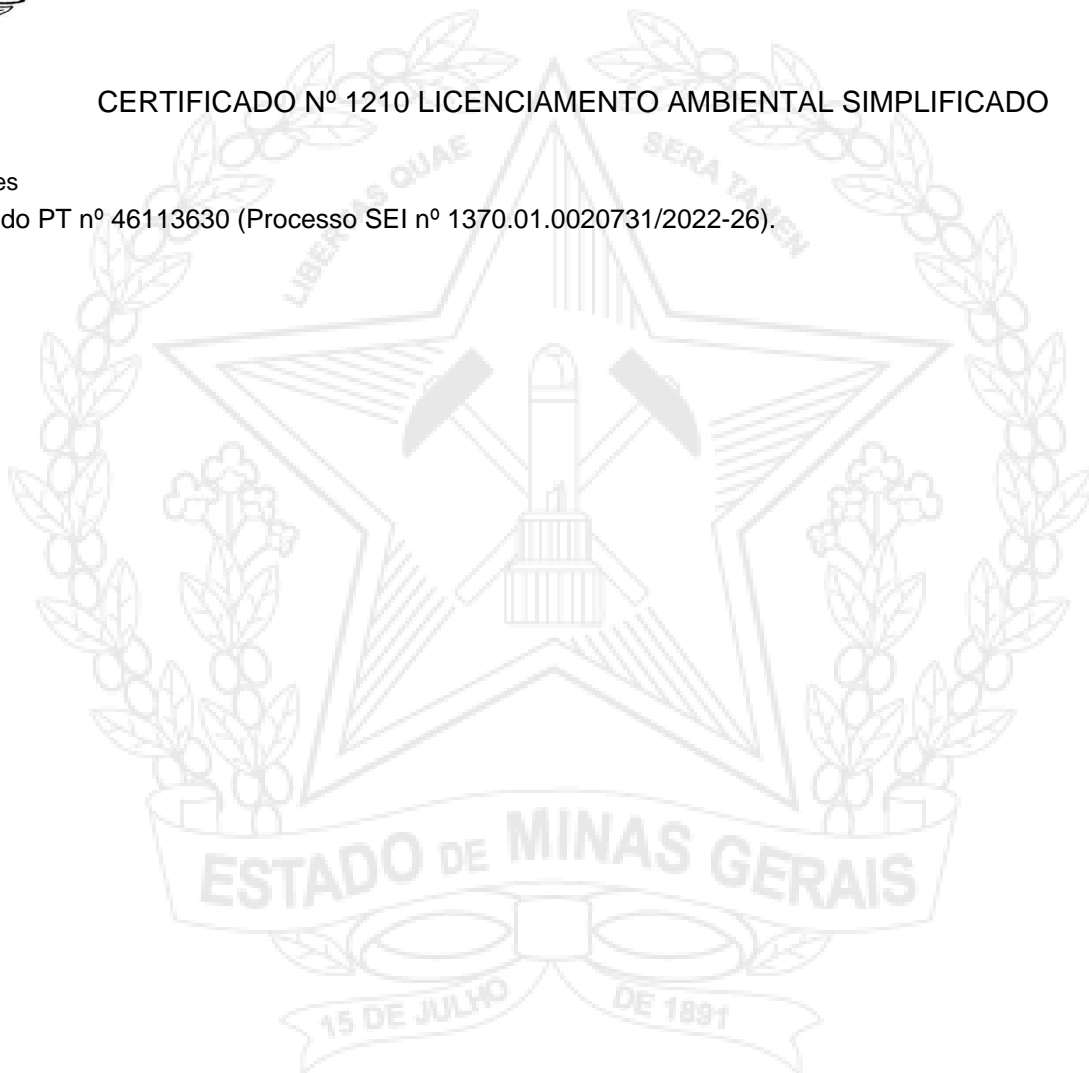 CERTIFICADO Nº 1210 LICENCIAMENTO AMBIENTAL SIMPLIFICADO
es
do PT nº 46113630 (Processo SEI nº 1370.01.0020731/2022-26).
LIBERTAS QUAE SERA TAMEN
ESTADO DE MINAS GERAIS
15 DE JULHO DE 1891